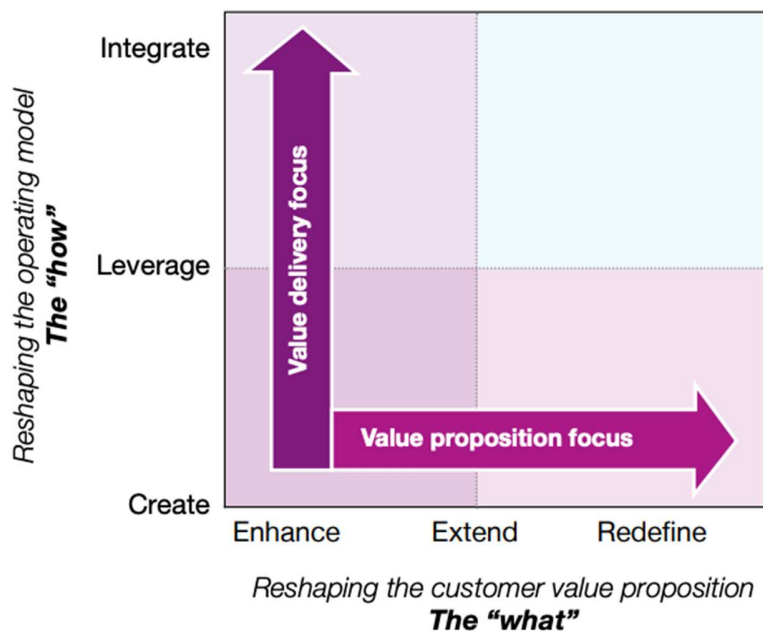 Integrate
Leverage
Create
Reshaping the operating model
The “how”
Value delivery focus
Value proposition focus
Enhance
Extend
Redefine
Reshaping the customer value proposition
The “what”